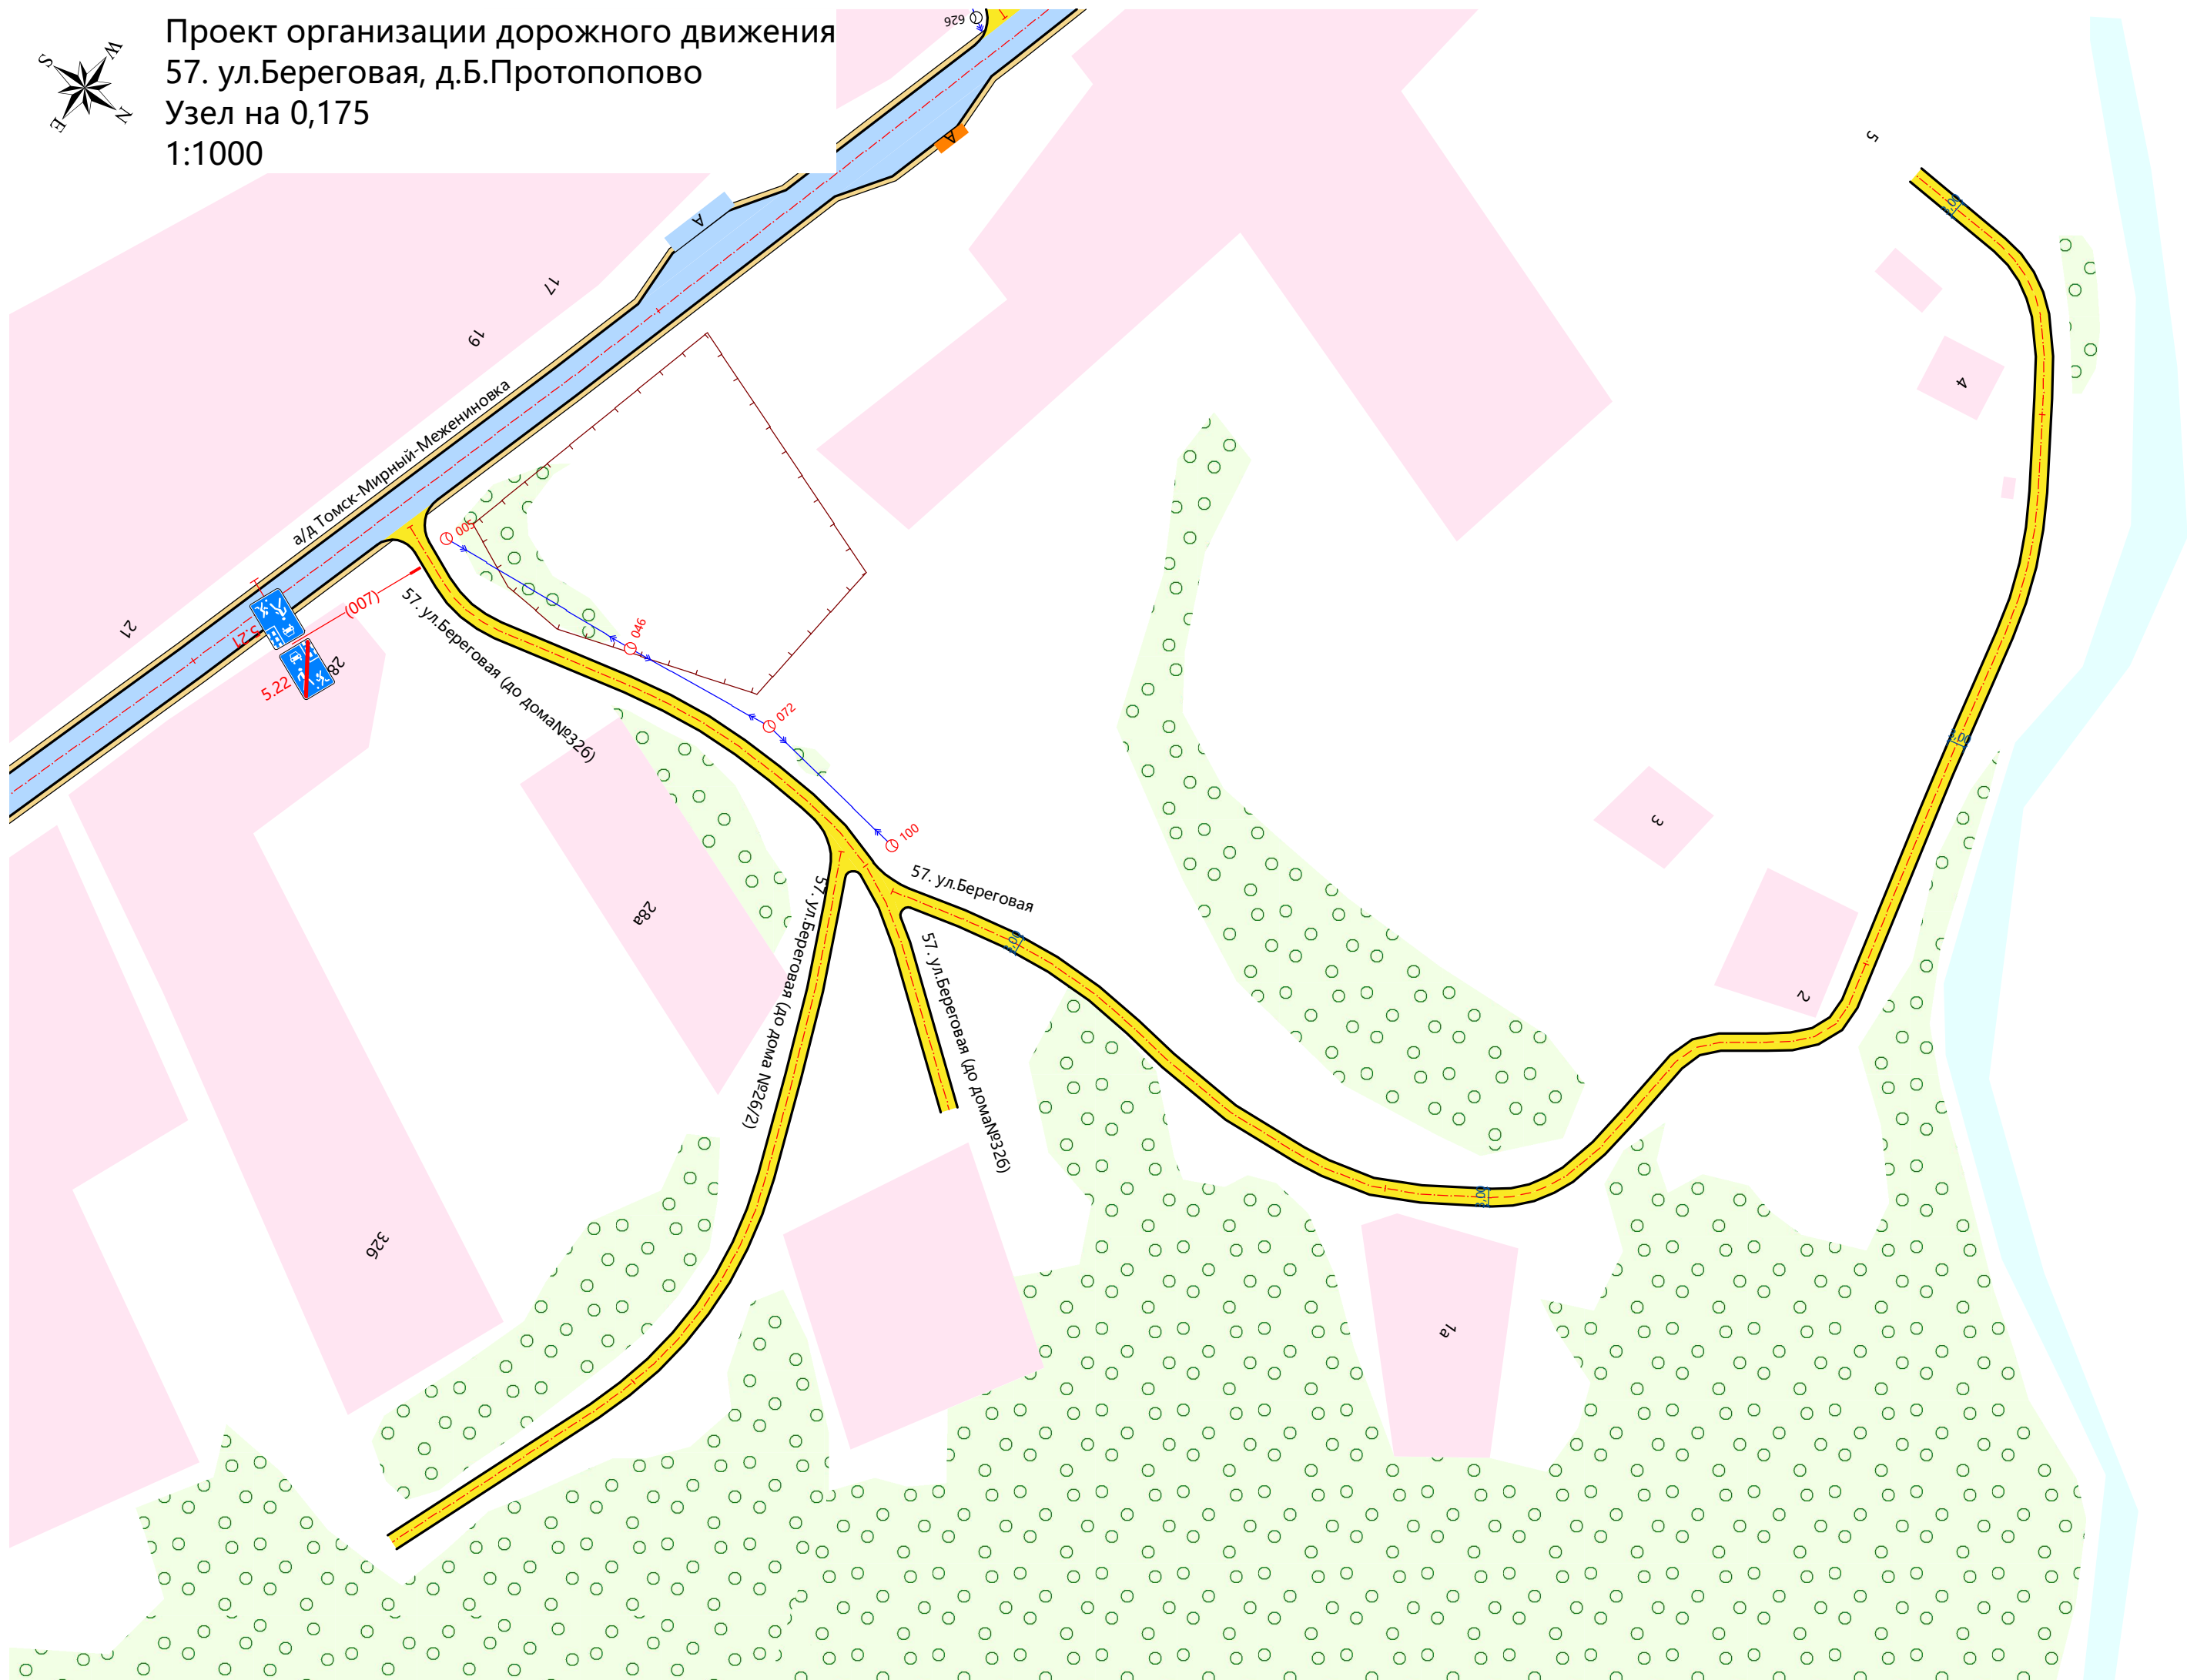 Проект организации дорожного движения
57. ул.Береговая, д.Б.Протопопово
Узел на 0,175
1:1000
S
W
E
N
626
A
A
5
17
19
21
4
а/д Томск-Мирный-Межениновка
005
(007)
5.21
5.22
28
046
072
100
57. ул.Береговая (до дома№32б)
57. ул.Береговая
57. ул.Береговая (до дома №26/2)
57. ул.Береговая (до дома№32б)
28а
32б
3
2
1а